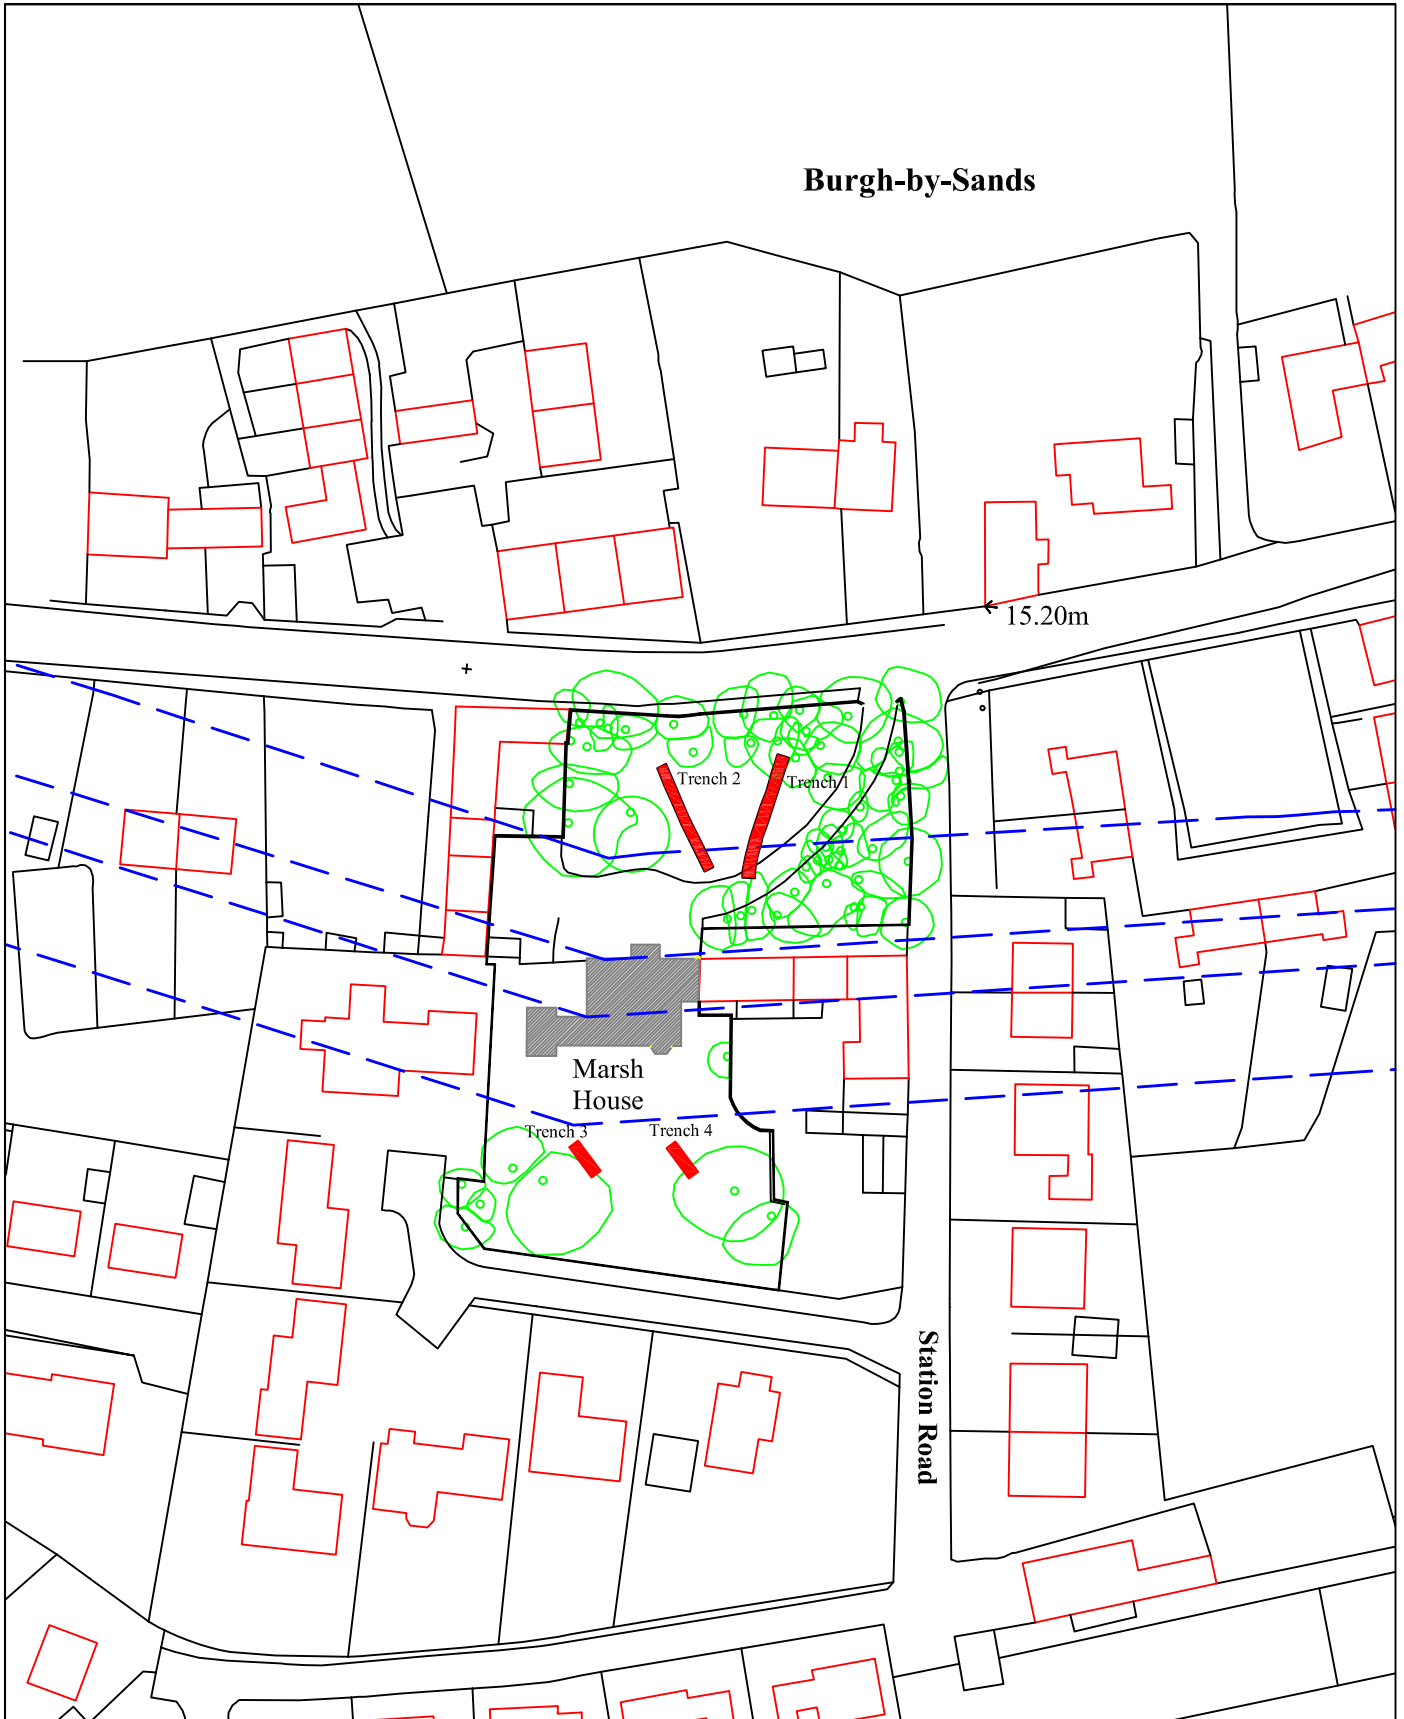 Burgh-by-Sands
15.20m
Trench 2
Trench 1
Marsh
House
Trench 3
Trench 4
Station Road